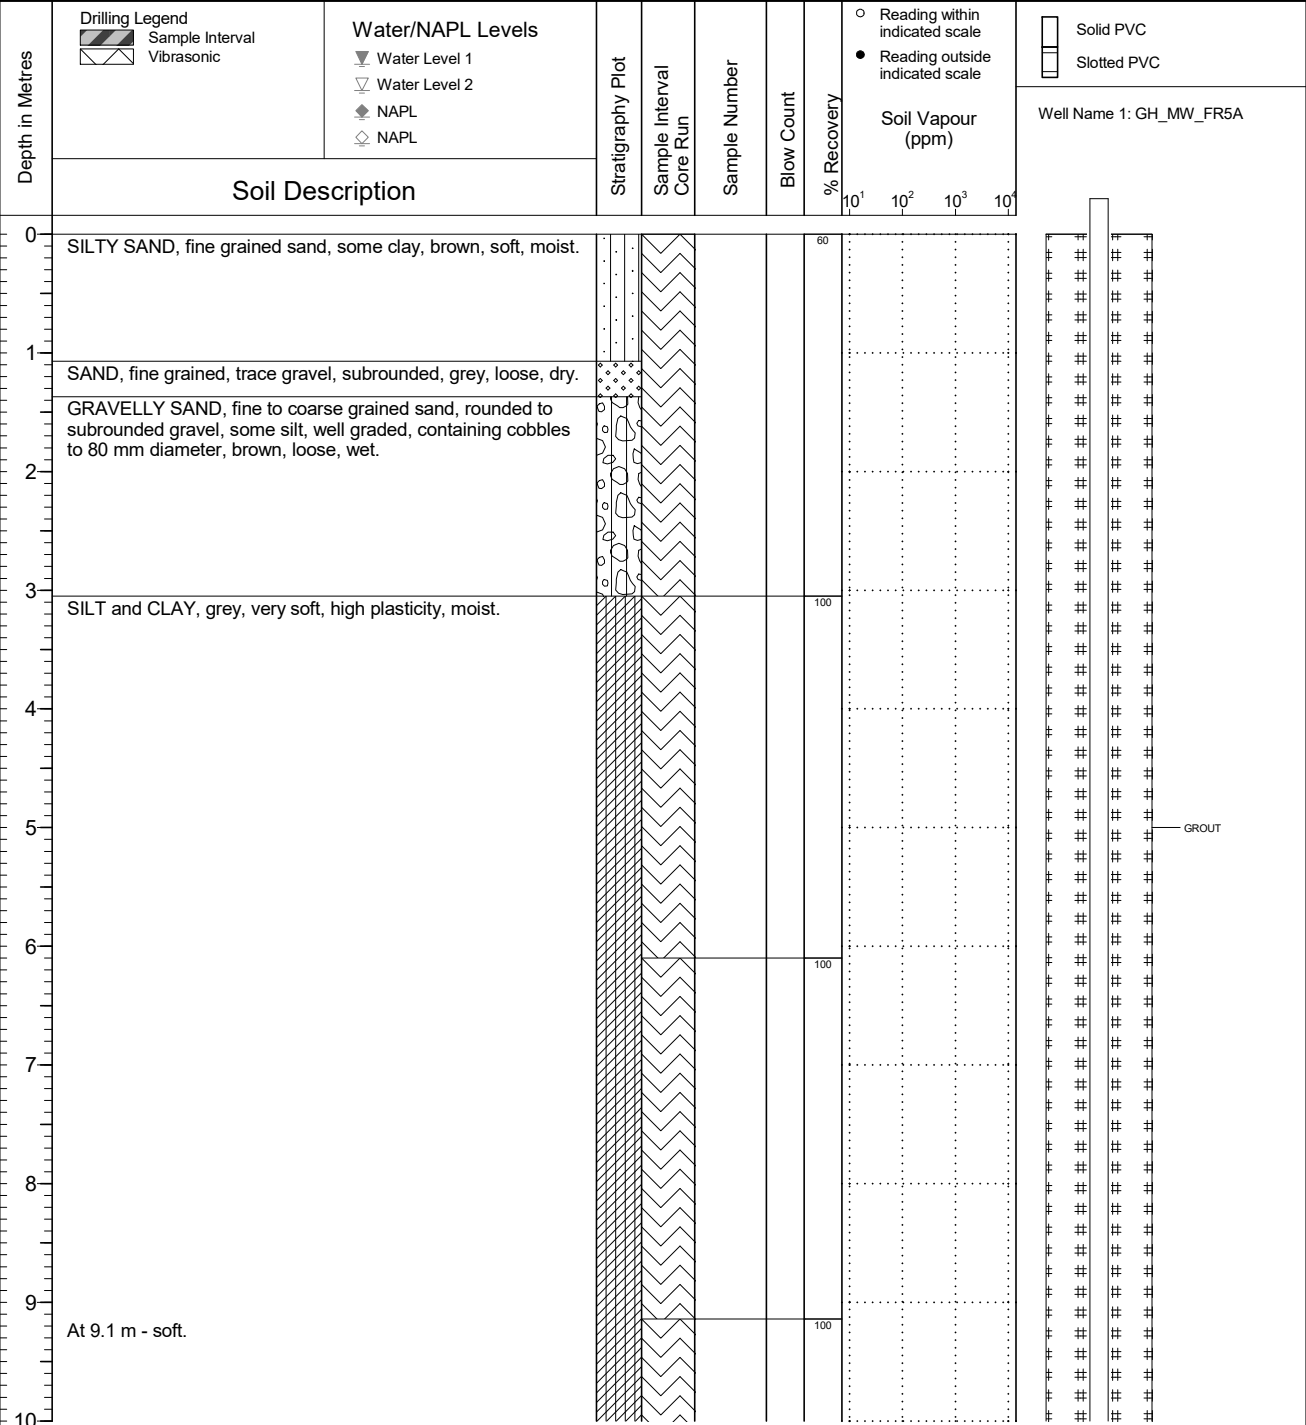 Depth in Metres
Drilling Legend
Sample Interval
Vibrasonic
Water/NAPL Levels
Water Level 1
Water Level 2
NAPL
NAPL
Soil Description
Stratigraphy Plot
Sample Interval
Core Run
Sample Number
Blow Count
% Recovery
Reading within
indicated scale
Reading outside
indicated scale
Soil Vapour
(ppm)
10¹ 10² 10³ 10⁴
Solid PVC
Slotted PVC
Well Name 1: GH_MW_FR5A
0
SILTY SAND, fine grained sand, some clay, brown, soft, moist.
60
1
SAND, fine grained, trace gravel, subrounded, grey, loose, dry.
GRAVELLY SAND, fine to coarse grained sand, rounded to
subrounded gravel, some silt, well graded, containing cobbles
to 80 mm diameter, brown, loose, wet.
2
3
SILT and CLAY, grey, very soft, high plasticity, moist.
100
4
5
GROUT
6
100
7
8
9
At 9.1 m - soft.
100
10